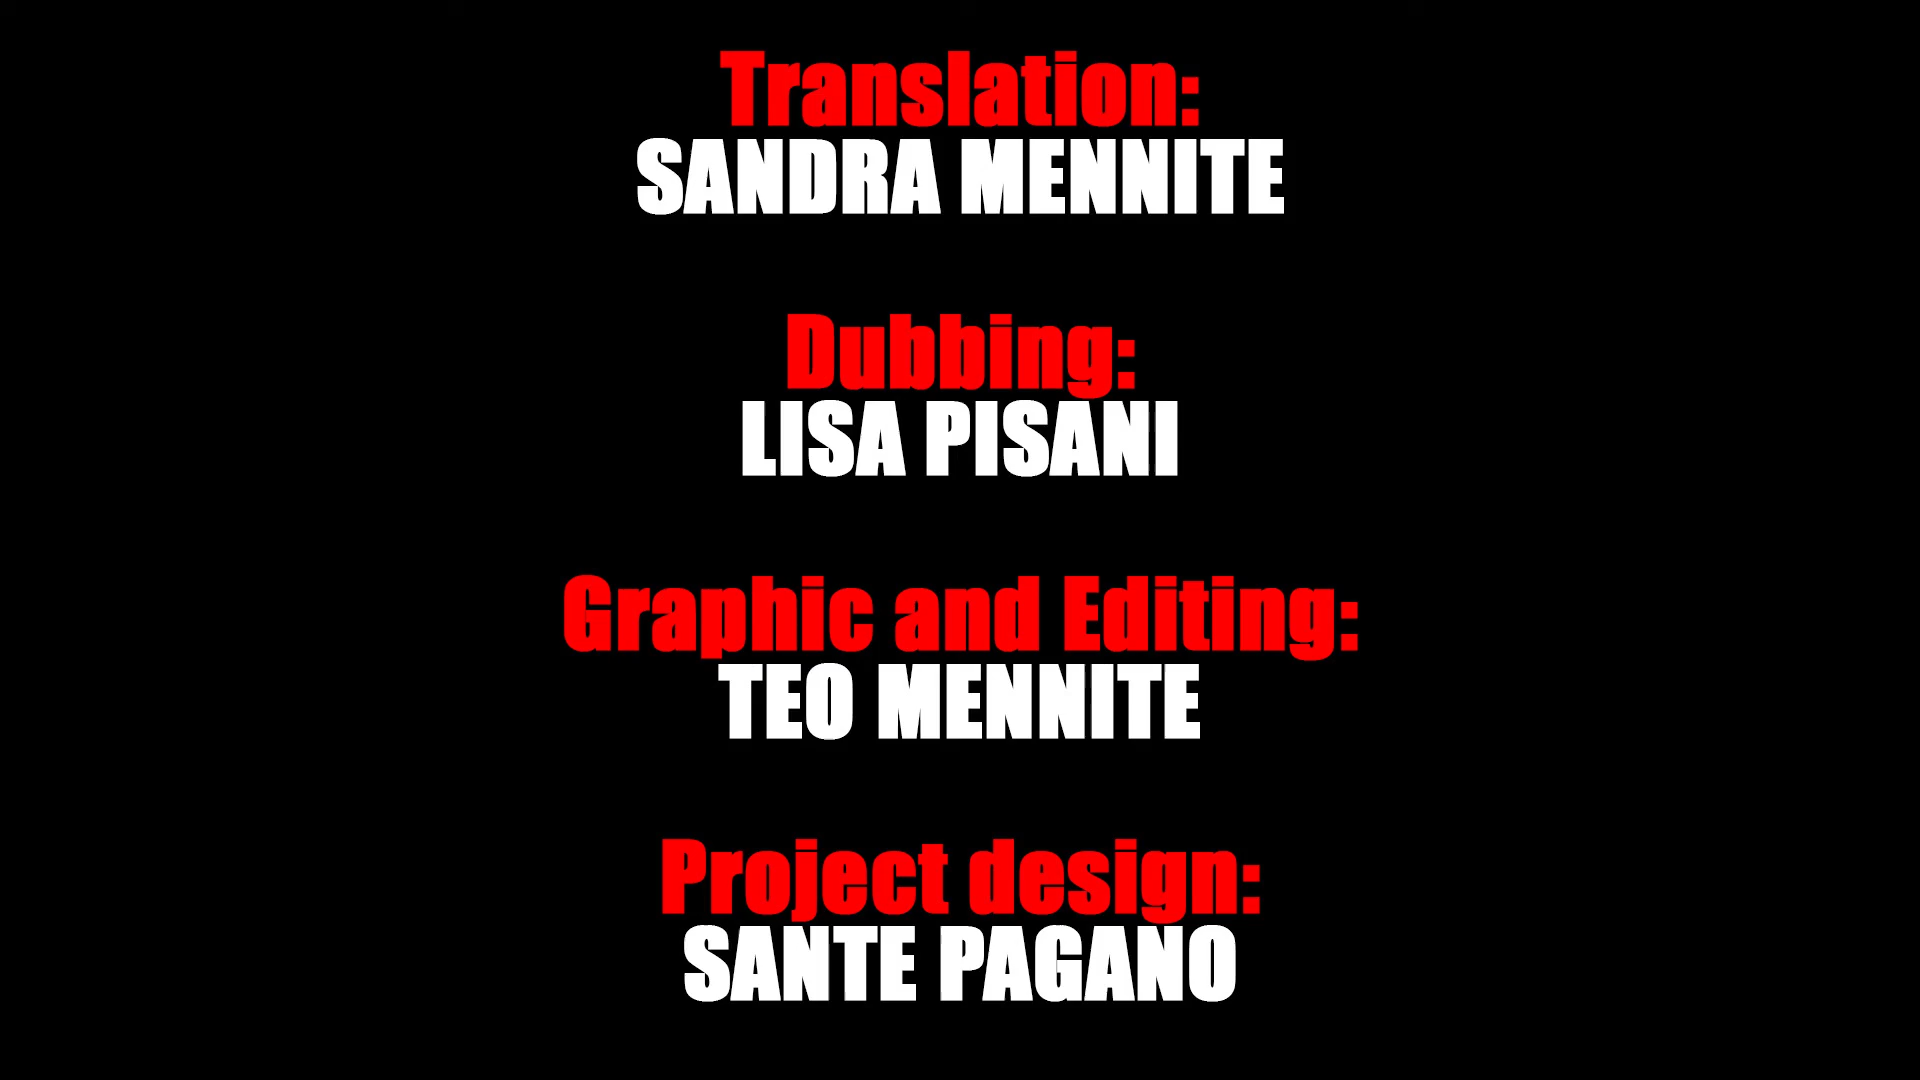 Translation:
SANDRA MENNITE
Dubbing:
LISA PISANI
Graphic and Editing:
TEO MENNITE
Project design:
SANTE PAGANO